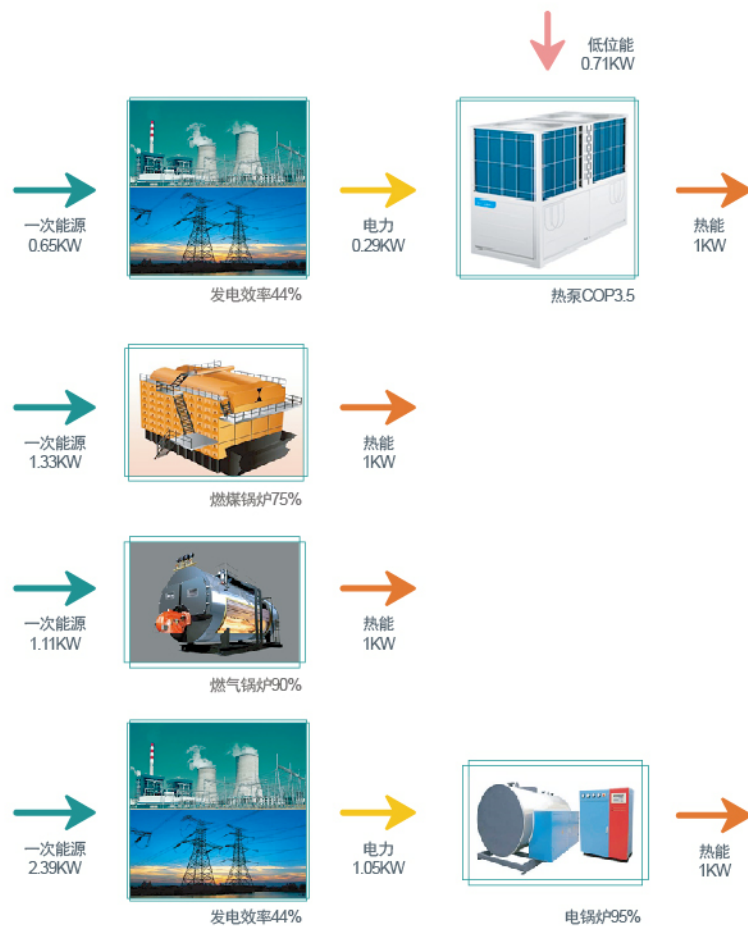 低位能
0.71KW
一次能源
0.65KW
电力
0.29KW
热能
1KW
发电效率44%
热泵COP3.5
一次能源
1.33KW
热能
1KW
燃煤锅炉75%
一次能源
1.11KW
热能
1KW
燃气锅炉90%
一次能源
2.39KW
电力
1.05KW
热能
1KW
发电效率44%
电锅炉95%